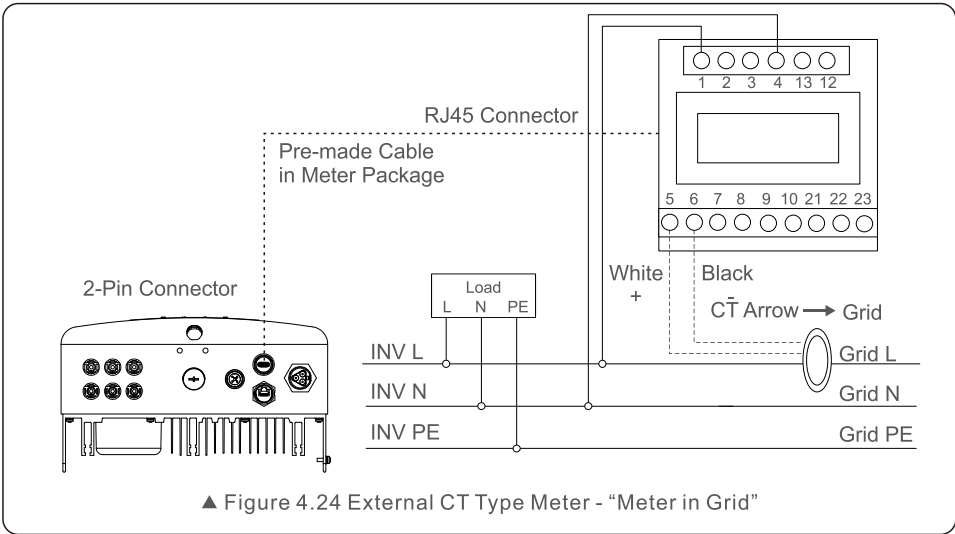 1 2 3 4 13 12
RJ45 Connector
Pre-made Cable
in Meter Package
5 6 7 8 9 10 21 22 23
White
+
Black
-
CT Arrow
Grid
2-Pin Connector
Load
L N PE
INV L
Grid L
INV N
Grid N
INV PE
Grid PE
▲ Figure 4.24 External CT Type Meter - “Meter in Grid”